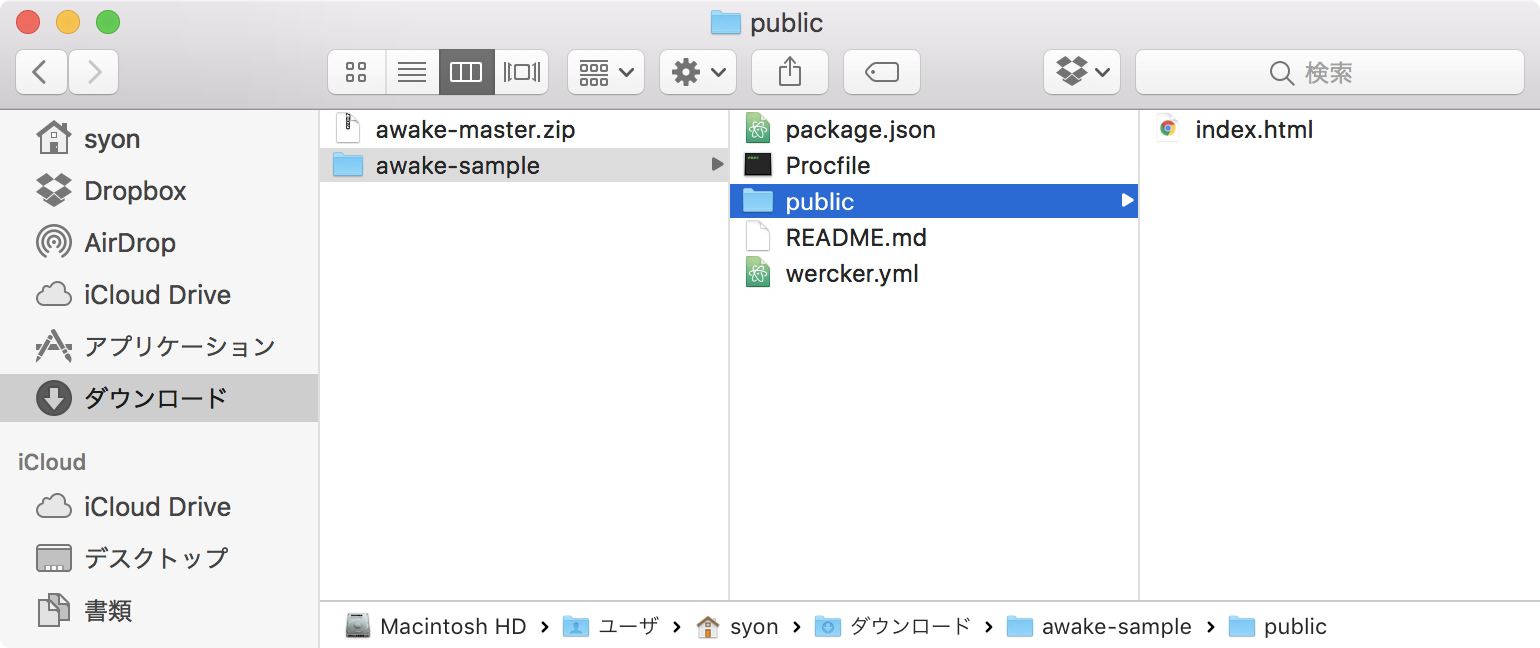 public
検索
syon
Dropbox
AirDrop
iCloud Drive
アプリケーション
ダウンロード
iCloud
iCloud Drive
デスクトップ
書類
awake-master.zip
awake-sample
package.json
Procfile
public
README.md
wercker.yml
index.html
Macintosh HD › ユーザ › syon › ダウンロード › awake-sample › public